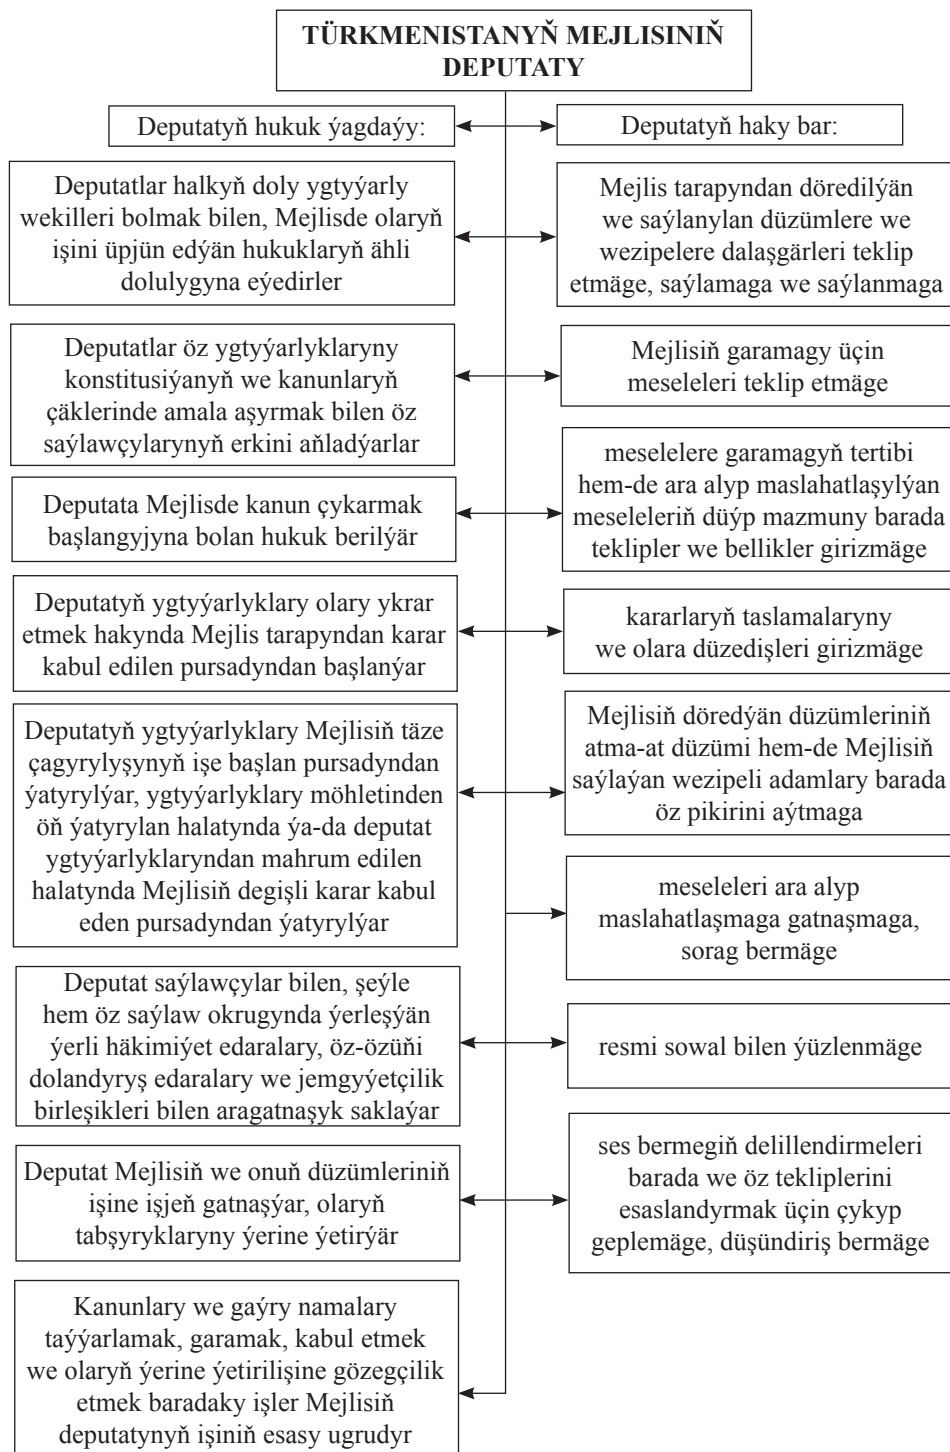 TÜRKMENISTANYŇ MEJLISINIŇ
DEPUTATY
Deputatyň hukuk ýagdaýy:
Deputatlar halkyň doly ygtyýarly
wekilleri bolmak bilen, Mejlisde olaryň
işini üpjün edýän hukuklaryň ähli
dolulygyna eýedirler
Deputatlar öz ygtyýarlyklaryny
konstitusiýanyň we kanunlaryň
çäklerinde amala aşyrmak bilen öz
saýlawçylarynyň erkini aňladýarlar
Deputata Mejlisde kanun çykarmak
başlangyjyna bolan hukuk berilýär
Deputatyň ygtyýarlyklary olary ykrar
etmek hakynda Mejlis tarapyndan karar
kabul edilen pursadyndan başlanýar
Deputatyň ygtyýarlyklary Mejlisiň täze
çagyrylyşynyň işe başlan pursadyndan
ýatyrylýar, ygtyýarlyklary möhletinden
öň ýatyrylan halatynda ýa-da deputat
ygtyýarlyklaryndan mahrum edilen
halatynda Mejlisiň degişli karar kabul
eden pursadyndan ýatyrylýar
Deputat saýlawçylar bilen, şeýle
hem öz saýlaw okrugynda ýerleşýän
ýerli häkimiýet edaralary, öz-özüňi
dolandyryş edaralary we jemgyýetçilik
birleşikleri bilen aragatnaşyk saklaýar
Deputat Mejlisiň we onuň düzümleriniň
işine işjeň gatnaşýar, olaryň
tabşyryklaryny ýerine ýetirýär
Kanunlary we gaýry namalary
taýýarlamak, garamak, kabul etmek
we olaryň ýerine ýetirilişine gözegçilik
etmek baradaky işler Mejlisiň
deputatynyň işiniň esasy ugrudyr
Deputatyň haky bar:
Mejlis tarapyndan döredilýän
we saýlanylan düzümlere we
wezipelere dalaşgärleri teklip
etmäge, saýlamaga we saýlanmaga
Mejlisiň garamagy üçin
meseleleri teklip etmäge
meselelere garamagyň tertibi
hem-de ara alyp maslahatlaşylýan
meseleleriň düýp mazmuny barada
teklipler we bellikler girizmäge
kararlaryň taslamalaryny
we olara düzedişleri girizmäge
Mejlisiň döredýän düzümleriniň
atma-at düzümi hem-de Mejlisiň
saýlaýan wezipeli adamlary barada
öz pikirini aýtmaga
meseleleri ara alyp
maslahatlaşmaga gatnaşmaga,
sorag bermäge
resmi sowal bilen ýüzlenmäge
ses bermegiň delillendirmeleri
barada we öz tekliplerini
esaslandyrmak üçin çykyp
geplemäge, düşündiriş bermäge